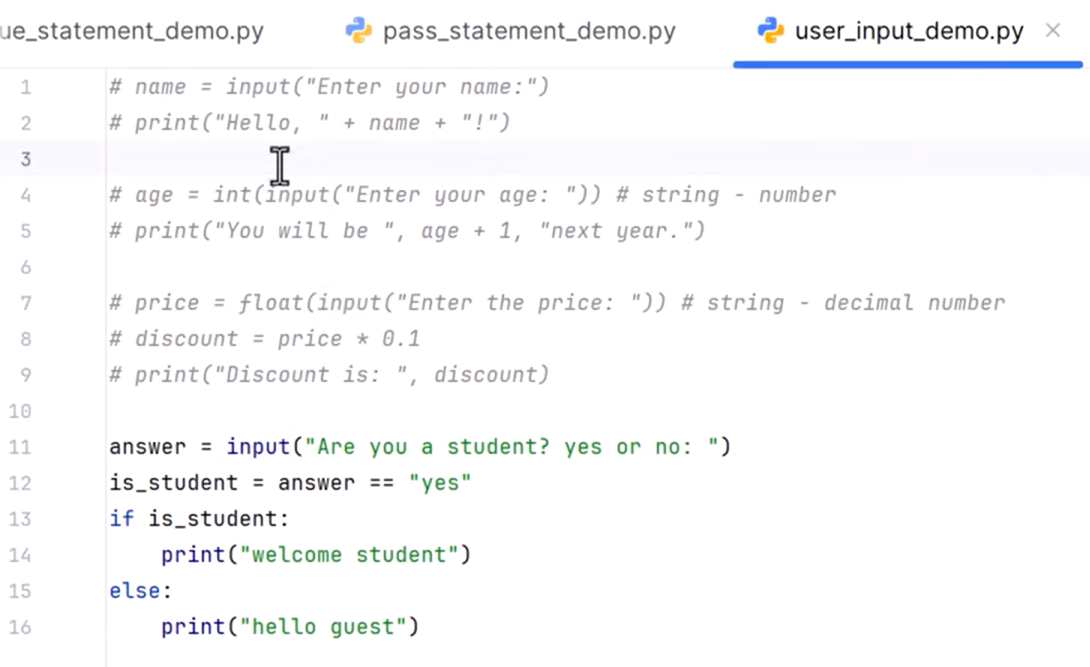 ue_statement_demo.py pass_statement_demo.py user_input_demo.py
1 # name = input("Enter your name:")
2 # print("Hello, " + name + "!")
3
4 # age = int(input("Enter your age: ")) # string - number
5 # print("You will be ", age + 1, "next year.")
6
7 # price = float(input("Enter the price: ")) # string - decimal number
8 # discount = price * 0.1
9 # print("Discount is: ", discount)
10
11 answer = input("Are you a student? yes or no: ")
12 is_student = answer == "yes"
13 if is_student:
14     print("welcome student")
15 else:
16     print("hello guest")